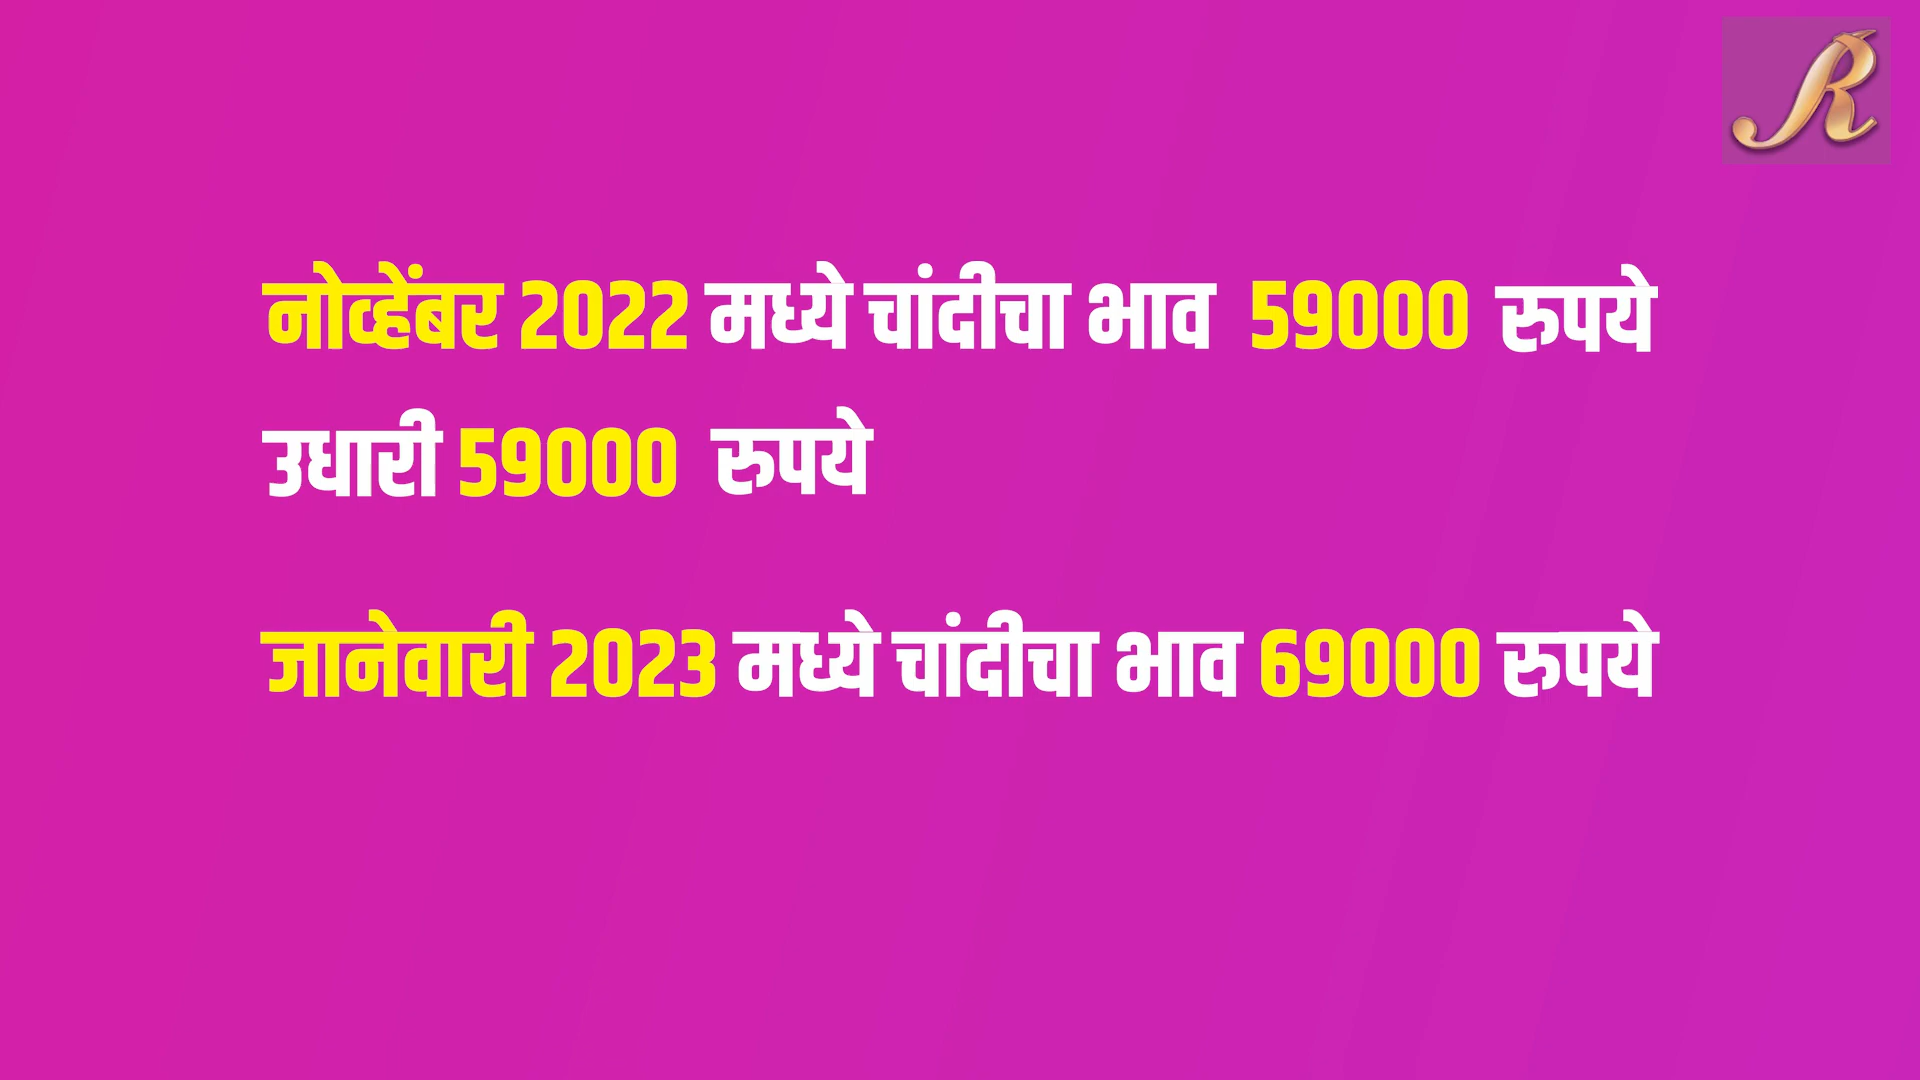 R
नोव्हेंबर 2022 मध्ये चांदीचा भाव 59000 रुपये
उधारी 59000 रुपये
जानेवारी 2023 मध्ये चांदीचा भाव 69000 रुपये